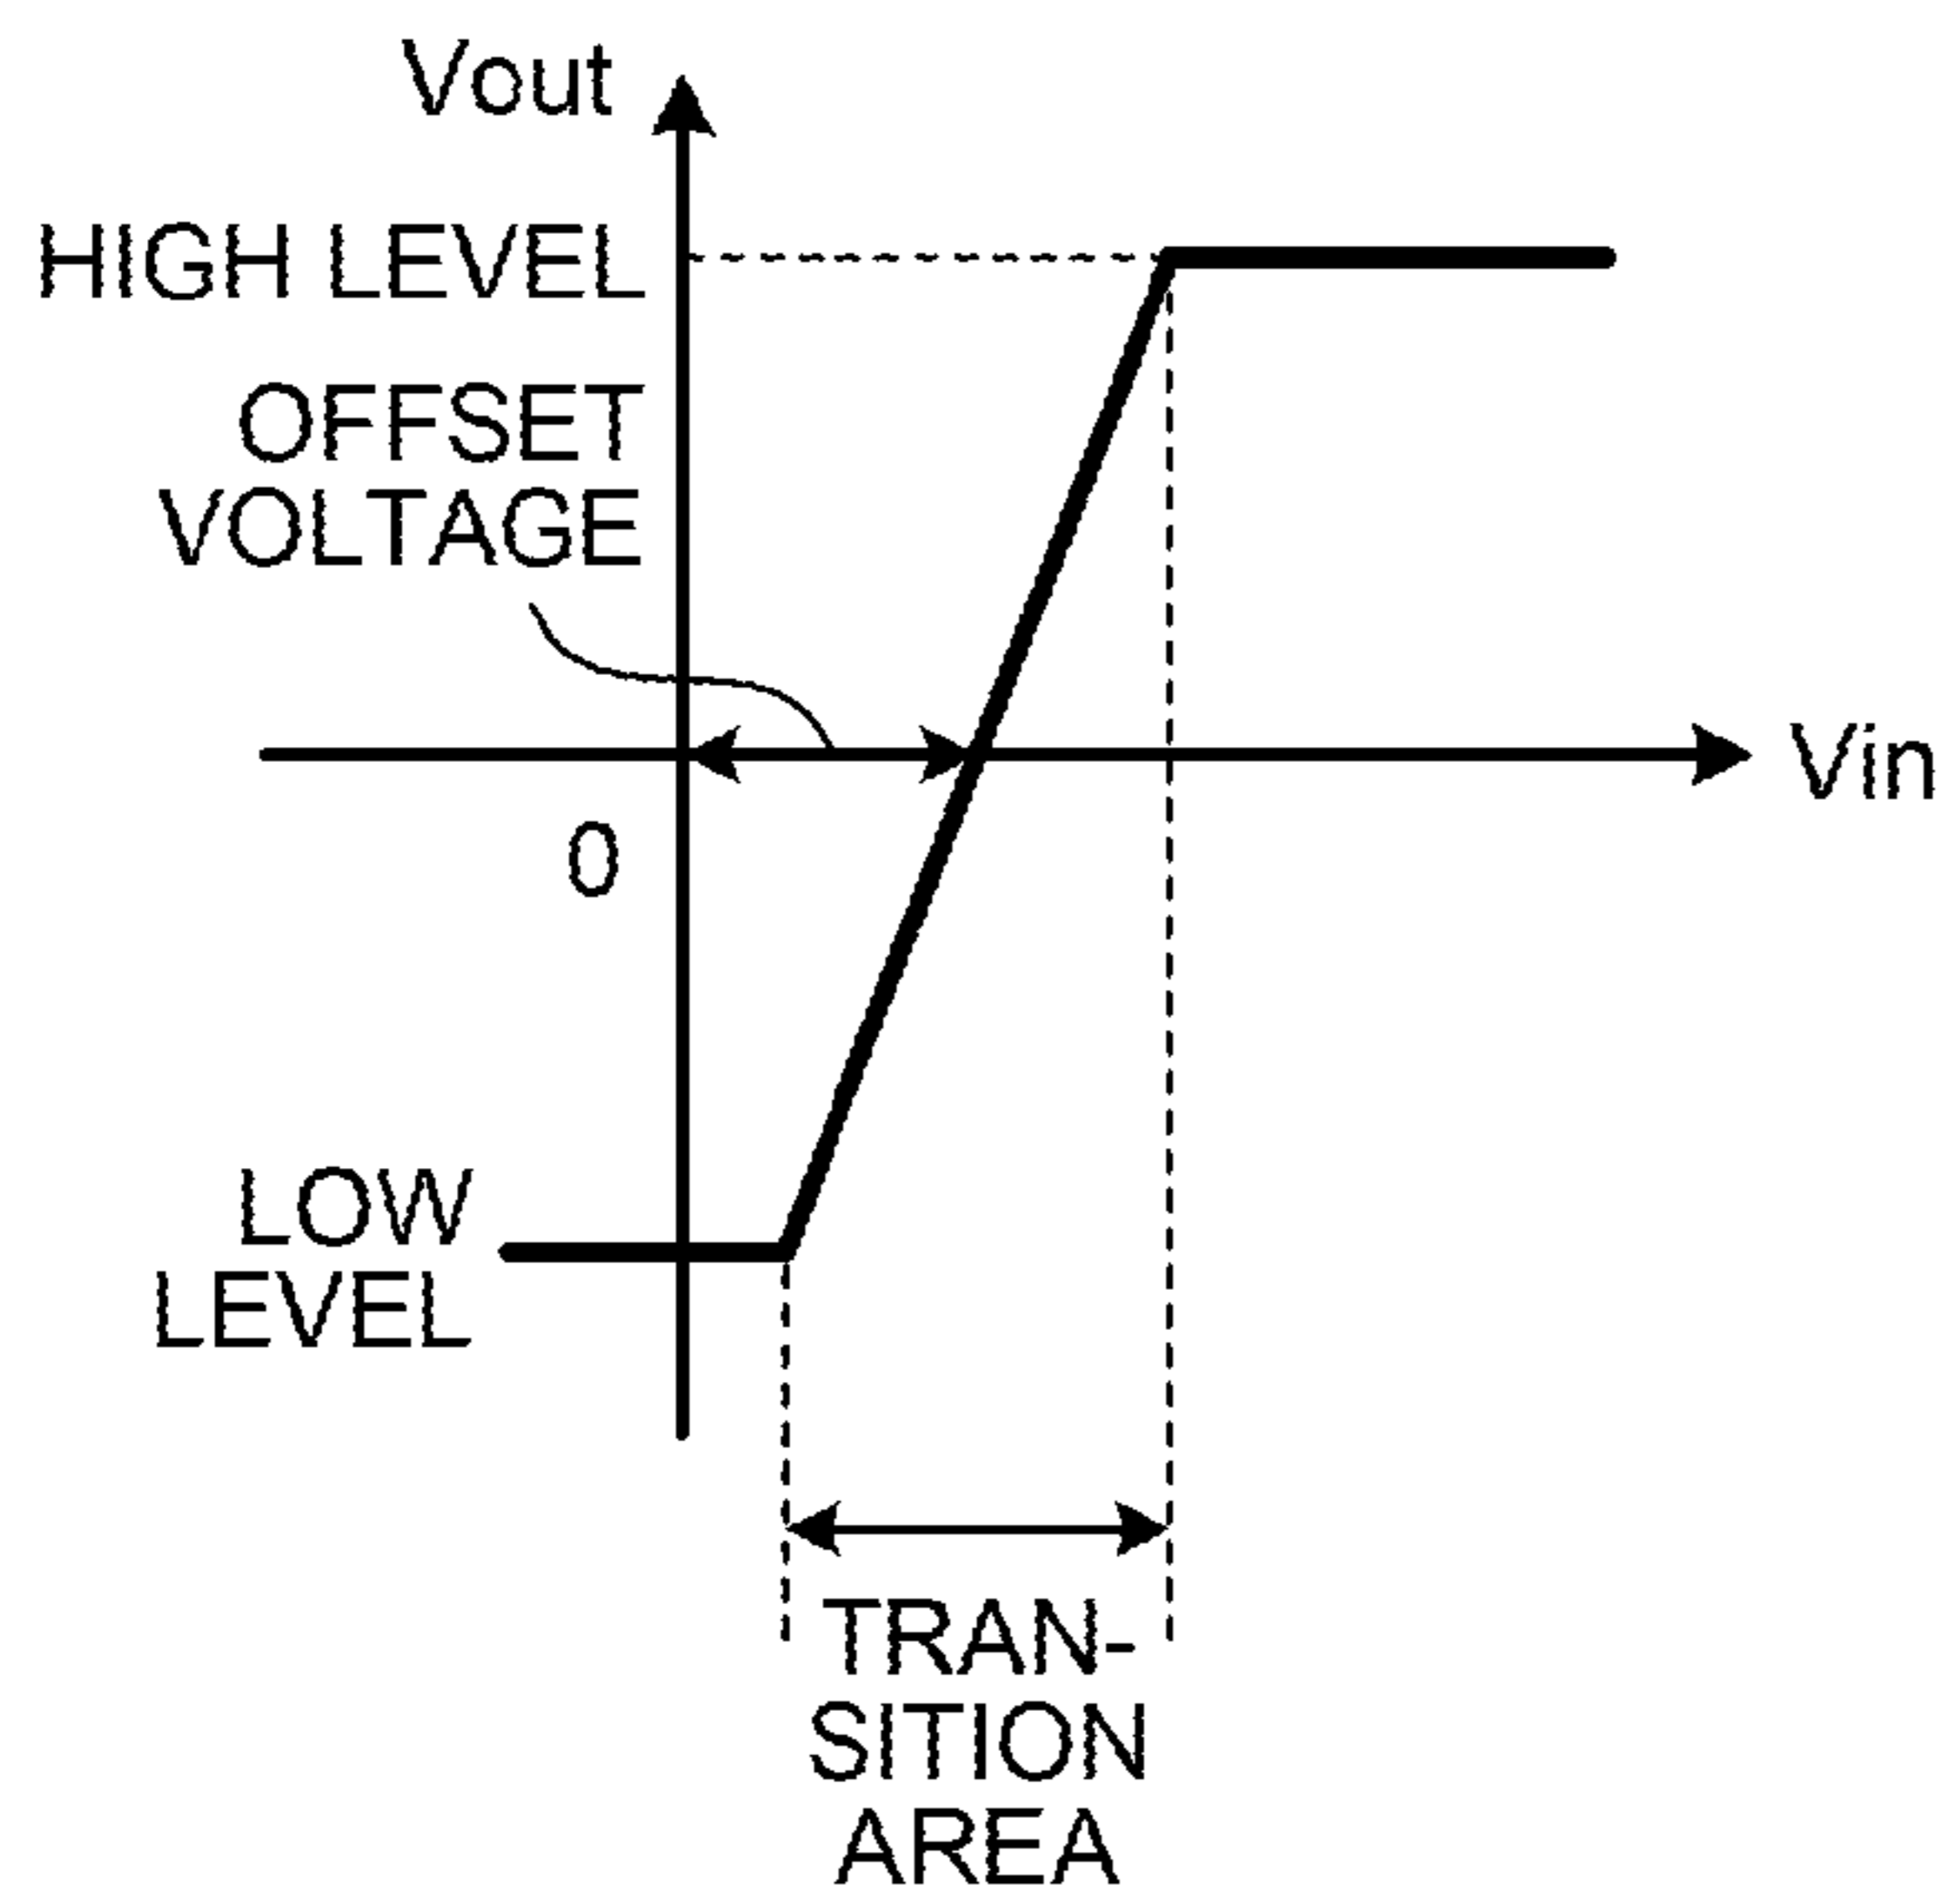 Vout
HIGH LEVEL
OFFSET
VOLTAGE
Vin
0
LOW
LEVEL
TRAN-
SITION
AREA